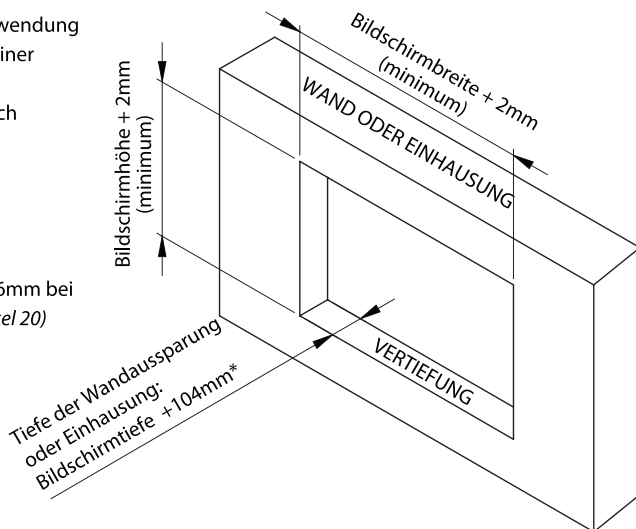 wendung
iner
ch
6mm bei
el 20)
Bildschirmbreite + 2mm
(minimum)
Bildschirmhöhe + 2mm
(minimum)
WAND ODER EINHAUSUNG
VERTIEFUNG
Tiefe der Wandaussparung
oder Einhausung:
Bildschirmtiefe +104mm*